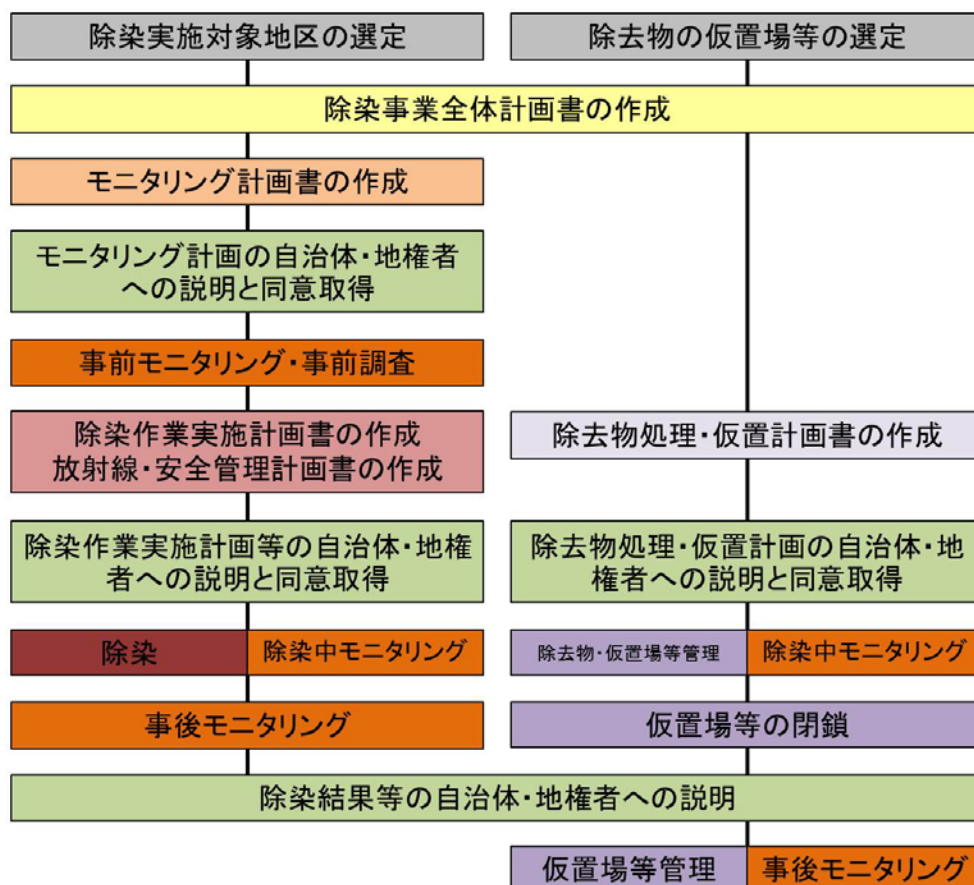 除染実施対象地区の選定
除去物の仮置場等の選定
除染事業全体計画書の作成
モニタリング計画書の作成
モニタリング計画の自治体・地権者
への説明と同意取得
事前モニタリング・事前調査
除染作業実施計画書の作成
放射線・安全管理計画書の作成
除去物処理・仮置計画書の作成
除染作業実施計画等の自治体・地権
者への説明と同意取得
除去物処理・仮置計画の自治体・地
権者への説明と同意取得
除染
除染中モニタリング
除去物・仮置場等管理
除染中モニタリング
事後モニタリング
仮置場等の閉鎖
除染結果等の自治体・地権者への説明
仮置場等管理
事後モニタリング